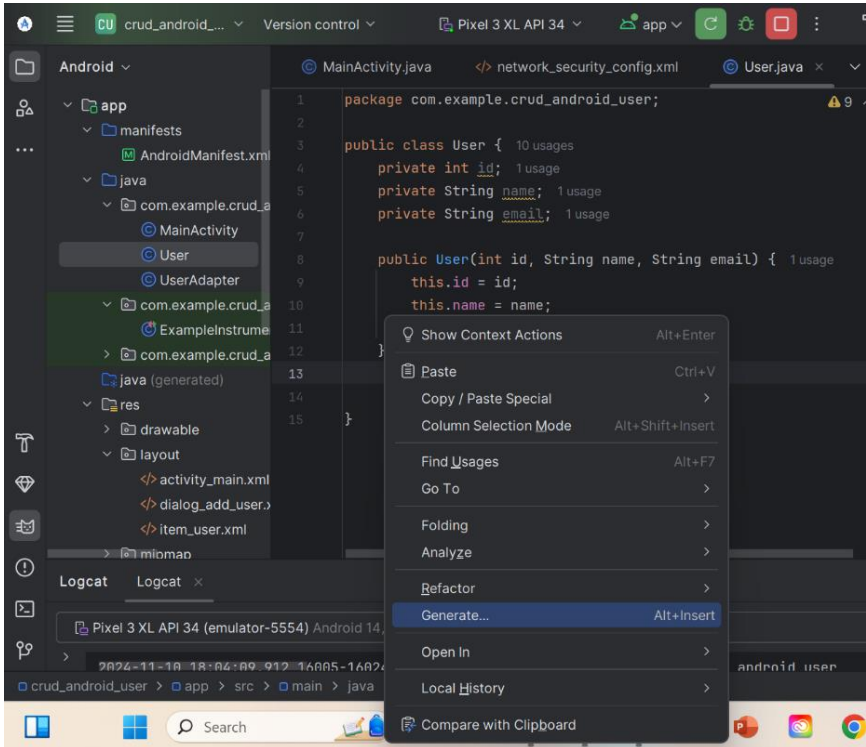 CU crud_android_... Version control Pixel 3 XL API 34 app
Android
MainActivity.java network_security_config.xml User.java
app
manifests
AndroidManifest.xml
java
com.example.crud_a
MainActivity
User
UserAdapter
com.example.crud_a
ExampleInstrume
com.example.crud_a
java (generated)
res
drawable
layout
activity_main.xml
dialog_add_user.x
item_user.xml
mipmap
1 package com.example.crud_android_user; 9
2
3 public class User { 10 usages
4 private int id; 1 usage
5 private String name; 1 usage
6 private String email; 1 usage
7
8 public User(int id, String name, String email) { 1 usage
9 this.id = id;
10 this.name = name;
11
12 }
13
14
15 }
Show Context Actions Alt+Enter
Paste Ctrl+V
Copy / Paste Special
Column Selection Mode Alt+Shift+Insert
Find Usages Alt+F7
Go To
Folding
Analyze
Refactor
Generate... Alt+Insert
Open In
Local History
Compare with Clipboard
Logcat Logcat
Pixel 3 XL API 34 (emulator-5554) Android 14,
2024-11-10 18:04:09.912 16005-1602 android_user
crud_android_user > app > src > main > java
Search